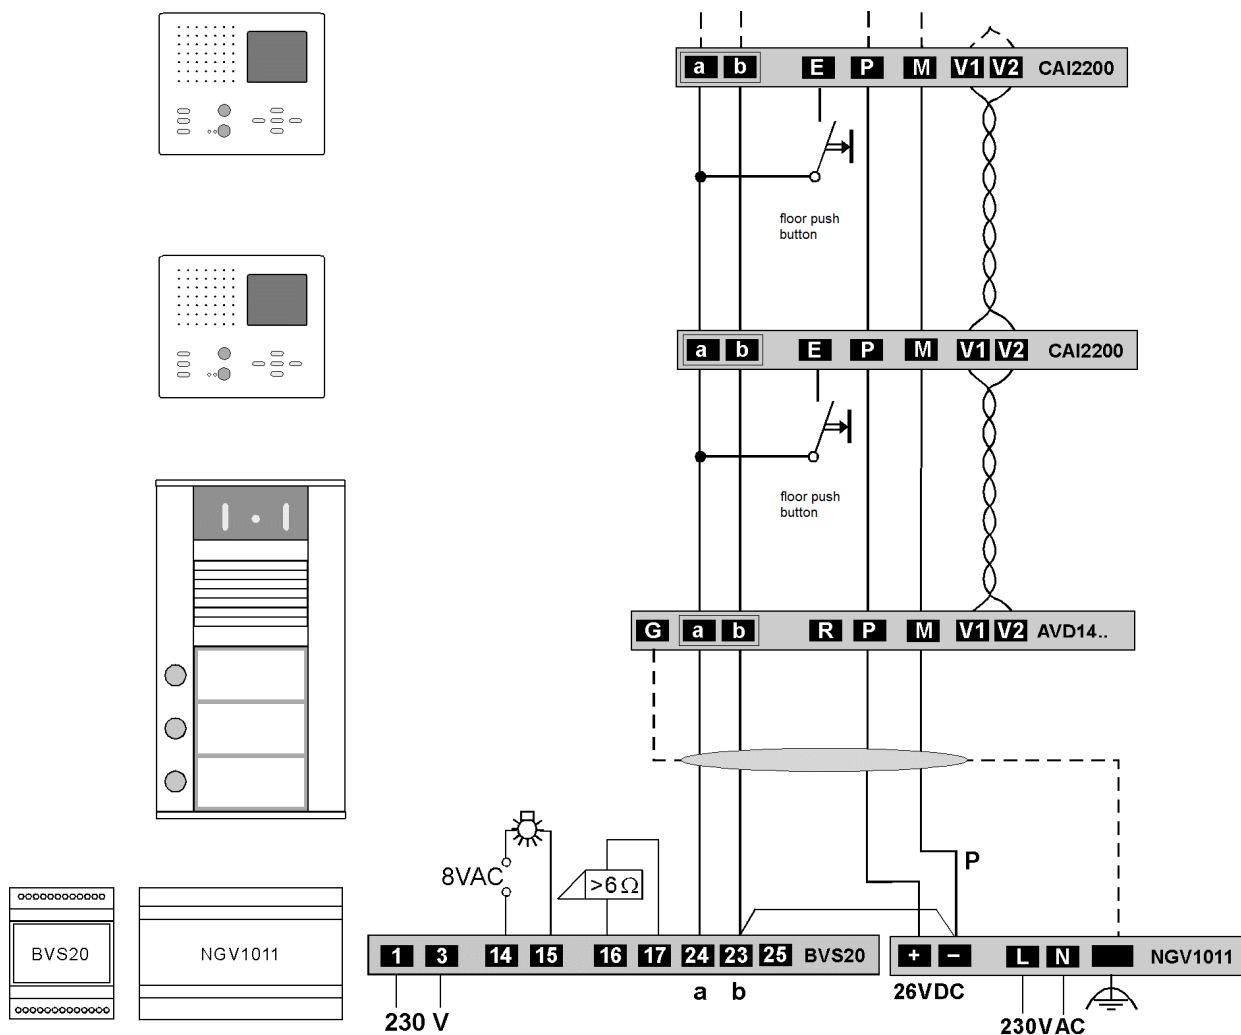 a b E P M V1 V2 CAI2200
floor push
button
a b E P M V1 V2 CAI2200
floor push
button
G a b R P M V1 V2 AVD14..
8VAC
>6 Ω
P
BVS20
NGV1011
1 3 14 15 16 17 24 23 25 BVS20
+ − L N NGV1011
a b
26VDC
230 V
230VAC